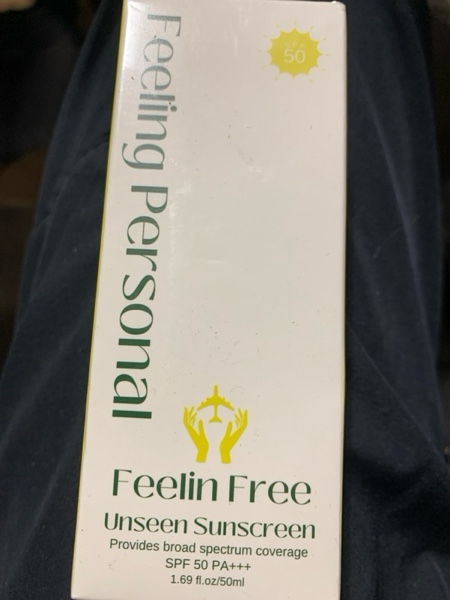 SPF
50
Feeling Personal
Feelin Free
Unseen Sunscreen
Provides broad spectrum coverage
SPF 50 PA+++
1.69 fl.oz/50ml